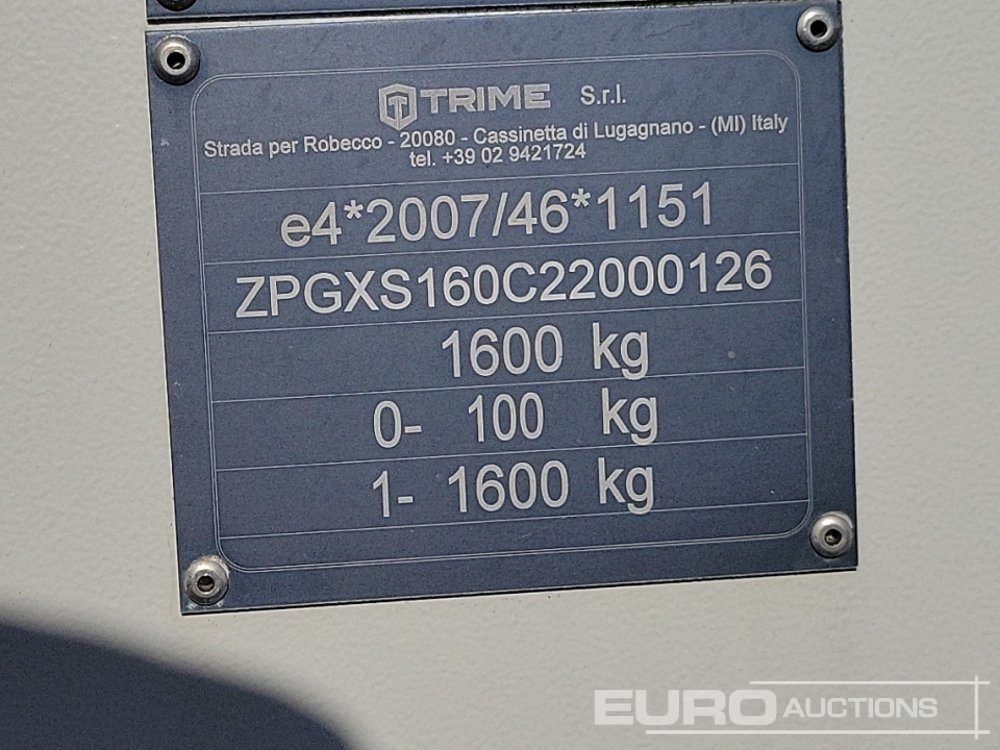 TRIME S.r.l.
Strada per Robecco - 20080 - Cassinetta di Lugagnano - (MI) Italy
tel. +39 02 9421724
e4*2007/46*1151
ZPGXS160C22000126
1600 kg
0- 100 kg
1- 1600 kg
EURO AUCTIONS